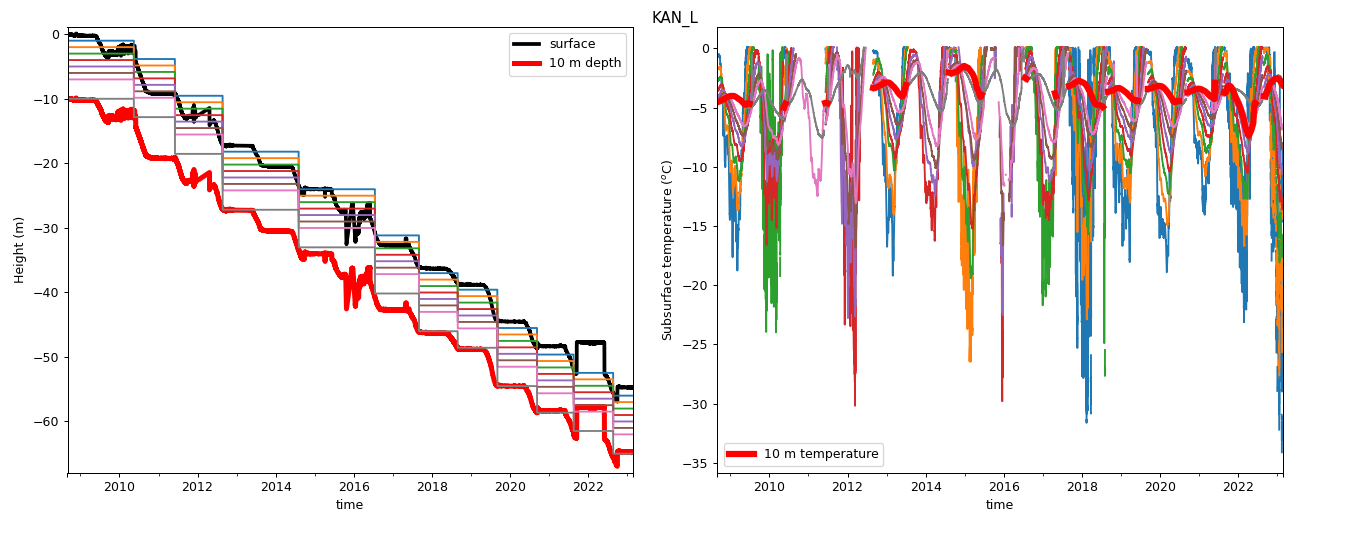 KAN_L
surface
10 m depth
0
−10
−20
−30
−40
−50
−60
Height (m)
2010 2012 2014 2016 2018 2020 2022
time
0
−5
−10
−15
−20
−25
−30
−35
Subsurface temperature (°C)
10 m temperature
2010 2012 2014 2016 2018 2020 2022
time